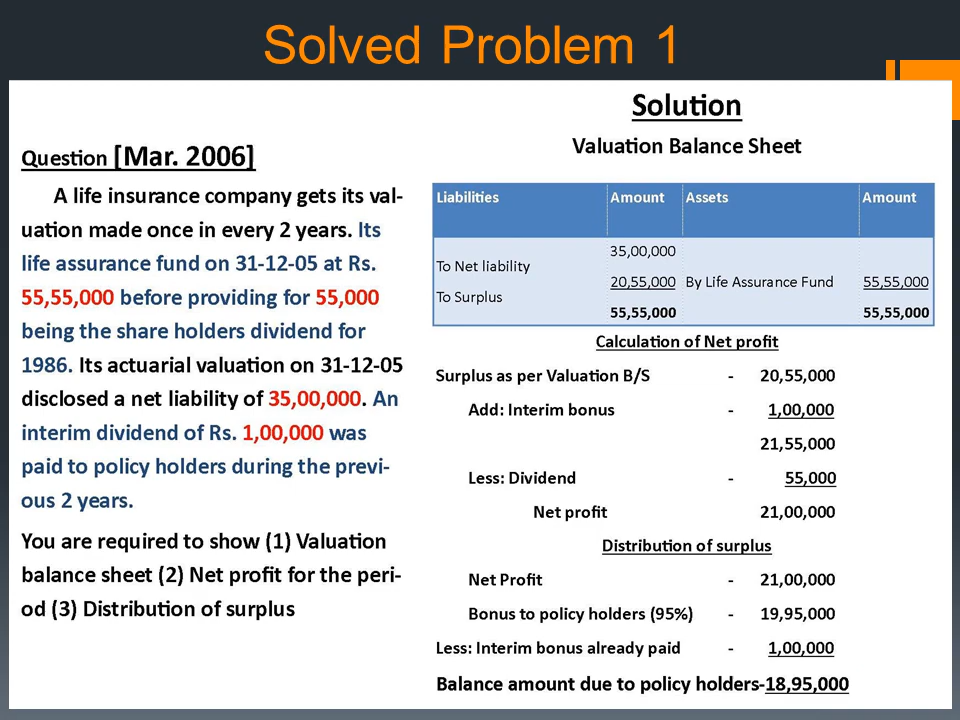 Solved Problem 1
Question [Mar. 2006]
A life insurance company gets its val-
uation made once in every 2 years. Its
life assurance fund on 31-12-05 at Rs.
55,55,000 before providing for 55,000
being the share holders dividend for
1986. Its actuarial valuation on 31-12-05
disclosed a net liability of 35,00,000. An
interim dividend of Rs. 1,00,000 was
paid to policy holders during the previ-
ous 2 years.
You are required to show (1) Valuation
balance sheet (2) Net profit for the peri-
od (3) Distribution of surplus
Solution
Valuation Balance Sheet
Liabilities Amount Assets Amount
35,00,000
To Net liability
20,55,000 By Life Assurance Fund 55,55,000
To Surplus
55,55,000 55,55,000
Calculation of Net profit
Surplus as per Valuation B/S - 20,55,000
Add: Interim bonus - 1,00,000
21,55,000
Less: Dividend - 55,000
Net profit 21,00,000
Distribution of surplus
Net Profit - 21,00,000
Bonus to policy holders (95%) - 19,95,000
Less: Interim bonus already paid - 1,00,000
Balance amount due to policy holders-18,95,000